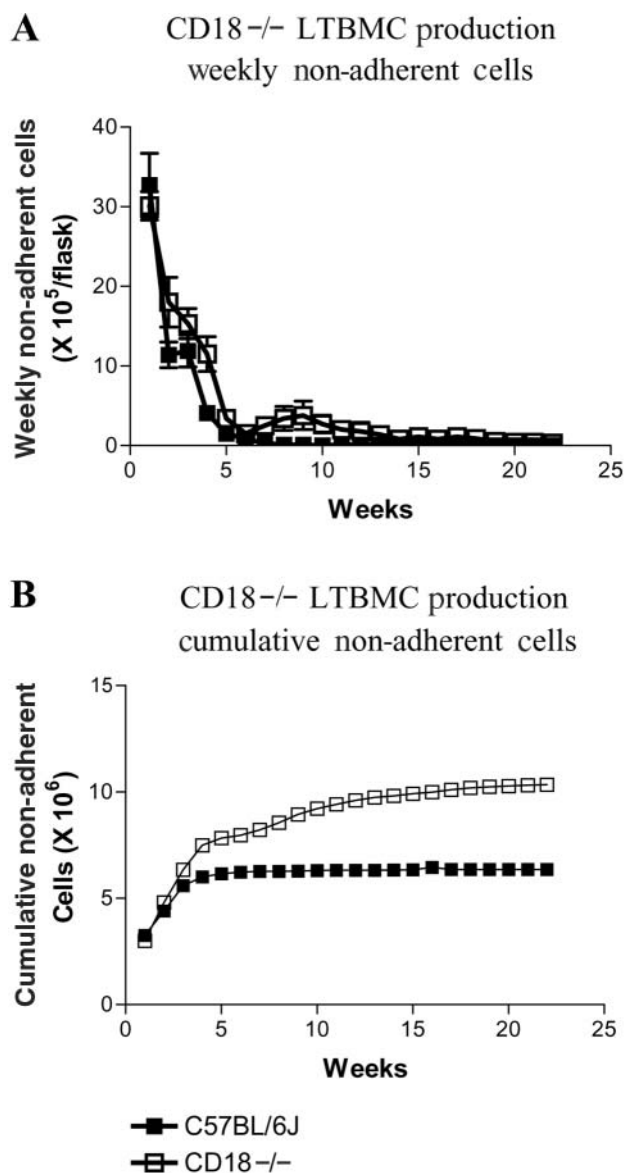 A
CD18−/− LTBMC production
weekly non-adherent cells
Weekly non-adherent cells
(X 10⁵/flask)
40
30
20
10
0
0 5 10 15 20 25
Weeks
B
CD18−/− LTBMC production
cumulative non-adherent cells
Cumulative non-adherent
Cells (X 10⁶)
15
10
5
0
0 5 10 15 20 25
Weeks
C57BL/6J
CD18−/−